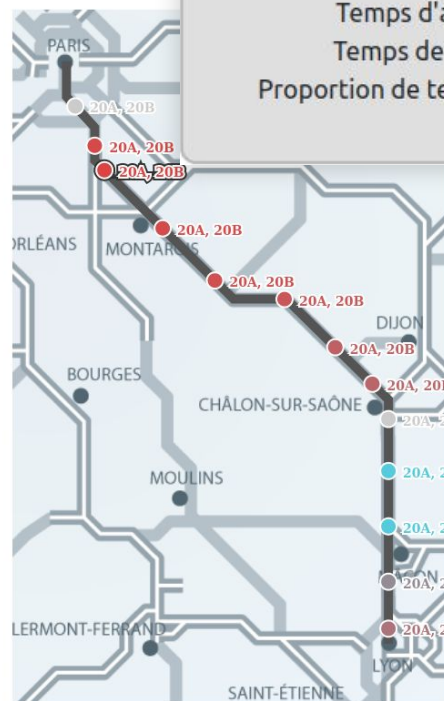 Temps d'a
Temps de
Proportion de te
PARIS
20A, 20B
20A, 20B
20A, 20B
ORLÉANS
MONTARGIS
20A, 20B
20A, 20B
20A, 20B
DIJON
20A, 20B
BOURGES
20A, 20B
CHÂLON-SUR-SAÔNE
20A, 2
MOULINS
20A, 2
20A, 2
MACON
20A, 2
LERMONT-FERRAND
20A, 2
LYON
SAINT-ÉTIENNE